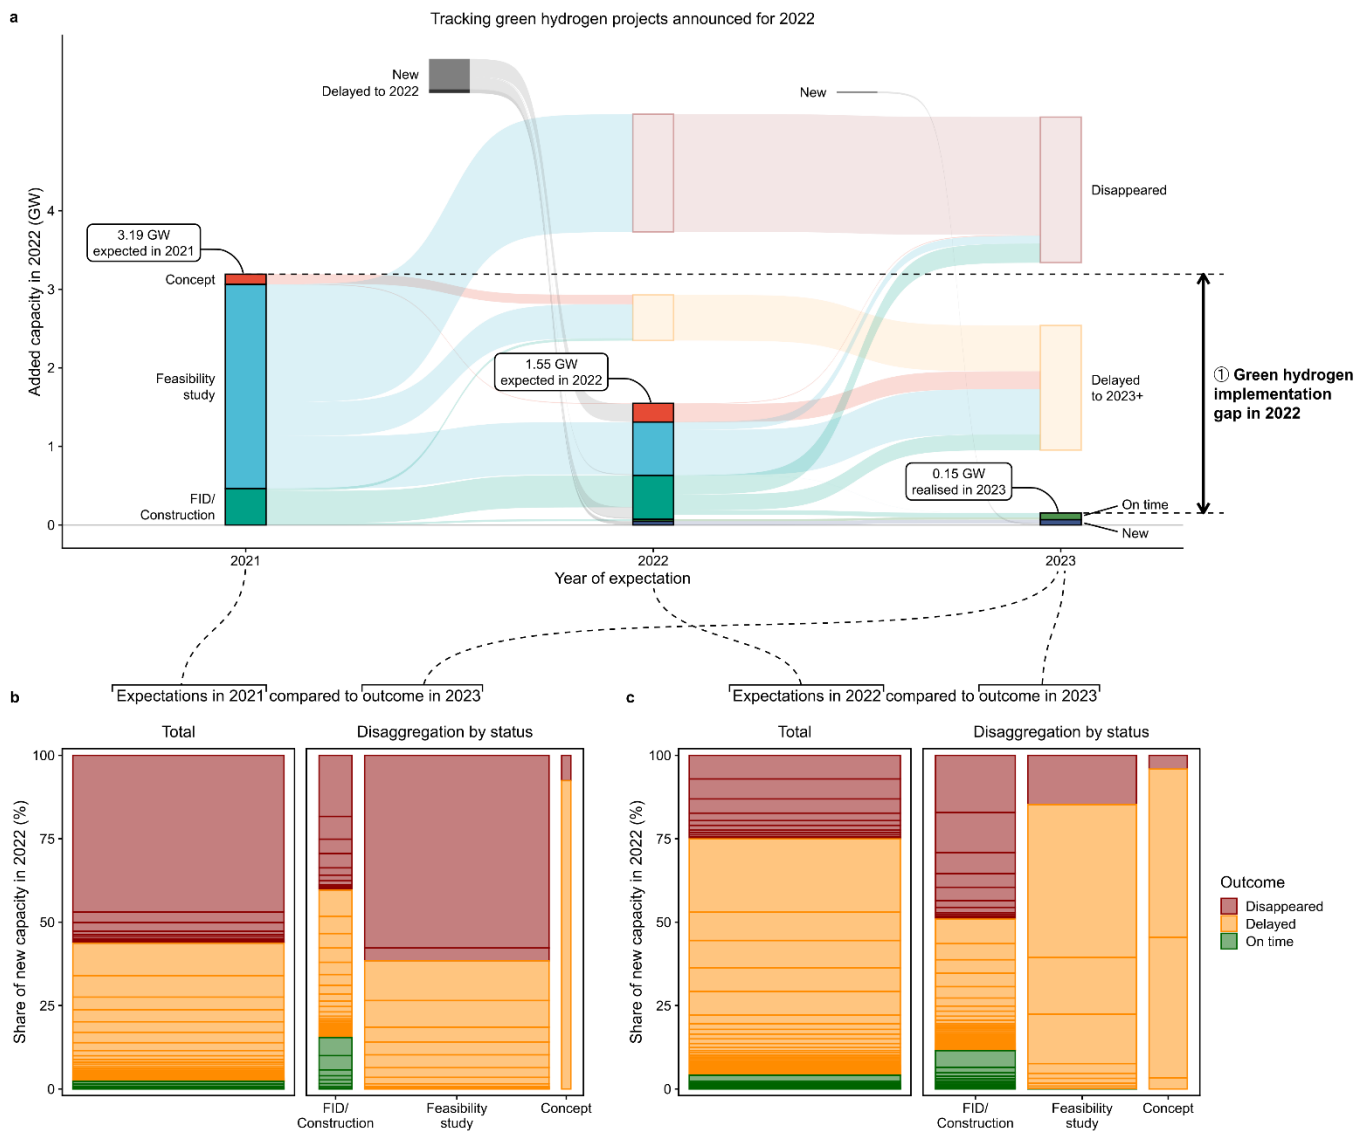 a
Tracking green hydrogen projects announced for 2022
New
Delayed to 2022
New
Added capacity in 2022 (GW)
4
3
2
1
0
3.19 GW
expected in 2021
Concept
Feasibility
study
FID/
Construction
1.55 GW
expected in 2022
0.15 GW
realised in 2023
Disappeared
Delayed
to 2023+
On time
New
① Green hydrogen
implementation
gap in 2022
2021
2022
2023
Year of expectation
b
Expectations in 2021 compared to outcome in 2023
Total
Disaggregation by status
Share of new capacity in 2022 (%)
100
75
50
25
0
FID/
Construction
Feasibility
study
Concept
c
Expectations in 2022 compared to outcome in 2023
Total
Disaggregation by status
Share of new capacity in 2022 (%)
100
75
50
25
0
FID/
Construction
Feasibility
study
Concept
Outcome
Disappeared
Delayed
On time